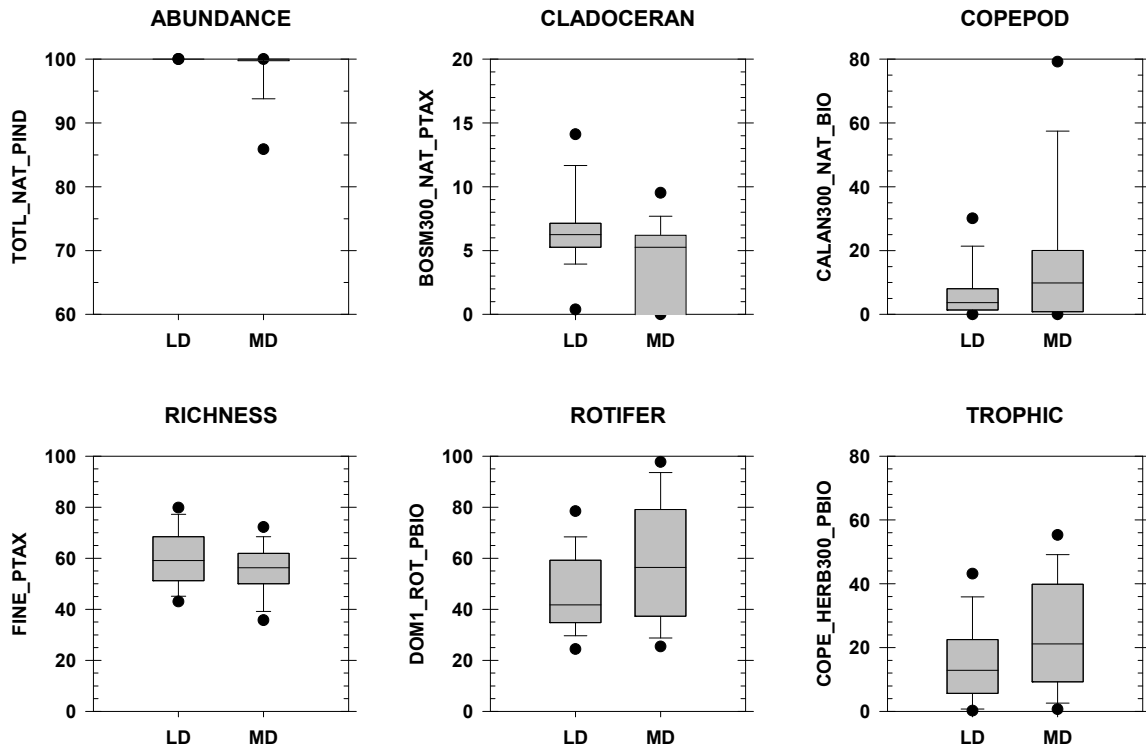 ABUNDANCE
TOTL_NAT_PIND
100
90
80
70
60
LD MD
CLADOCERAN
BOSM300_NAT_PTAX
20
15
10
5
0
LD MD
COPEPOD
CALAN300_NAT_BIO
80
60
40
20
0
LD MD
RICHNESS
FINE_PTAX
100
80
60
40
20
0
LD MD
ROTIFER
DOM1_ROT_PBIO
100
80
60
40
20
0
LD MD
TROPHIC
COPE_HERB300_PBIO
80
60
40
20
0
LD MD